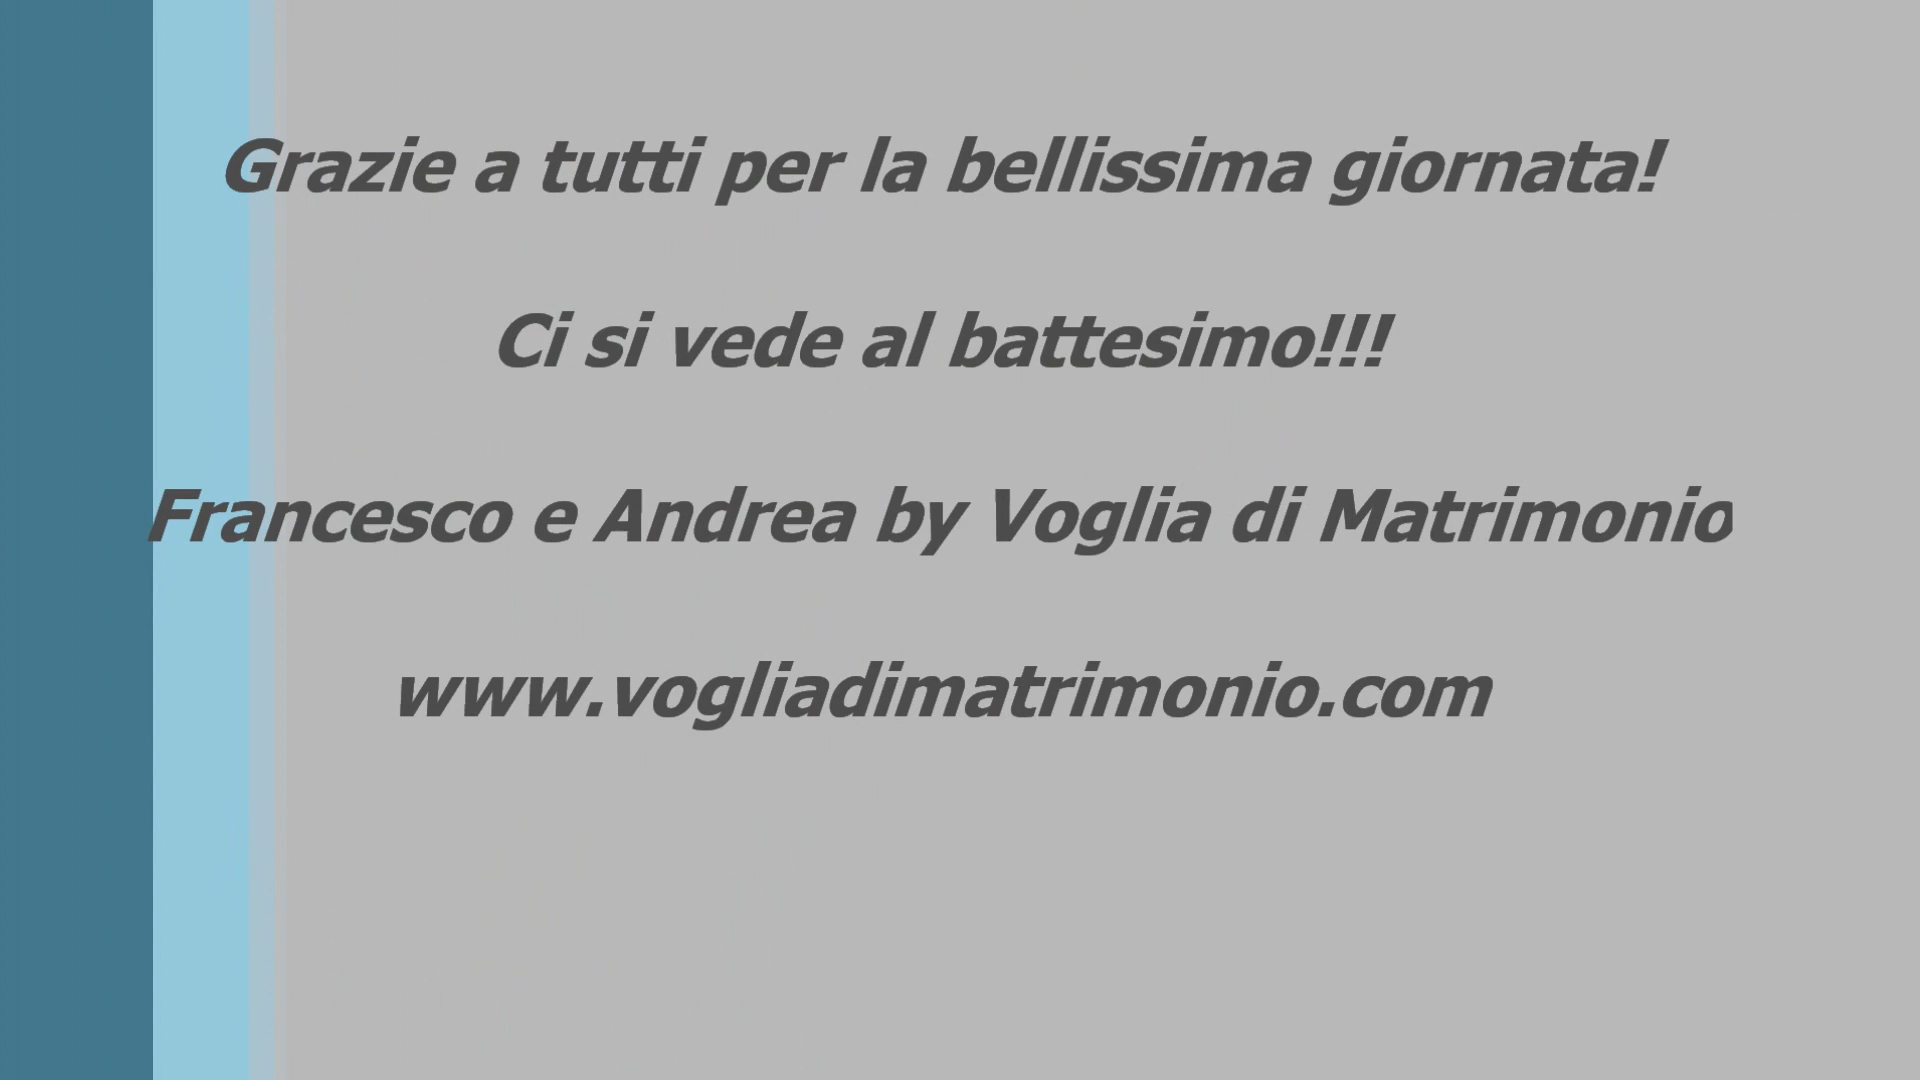 Grazie a tutti per la bellissima giornata!
Ci si vede al battesimo!!!
Francesco e Andrea by Voglia di Matrimonio
www.vogliadimatrimonio.com